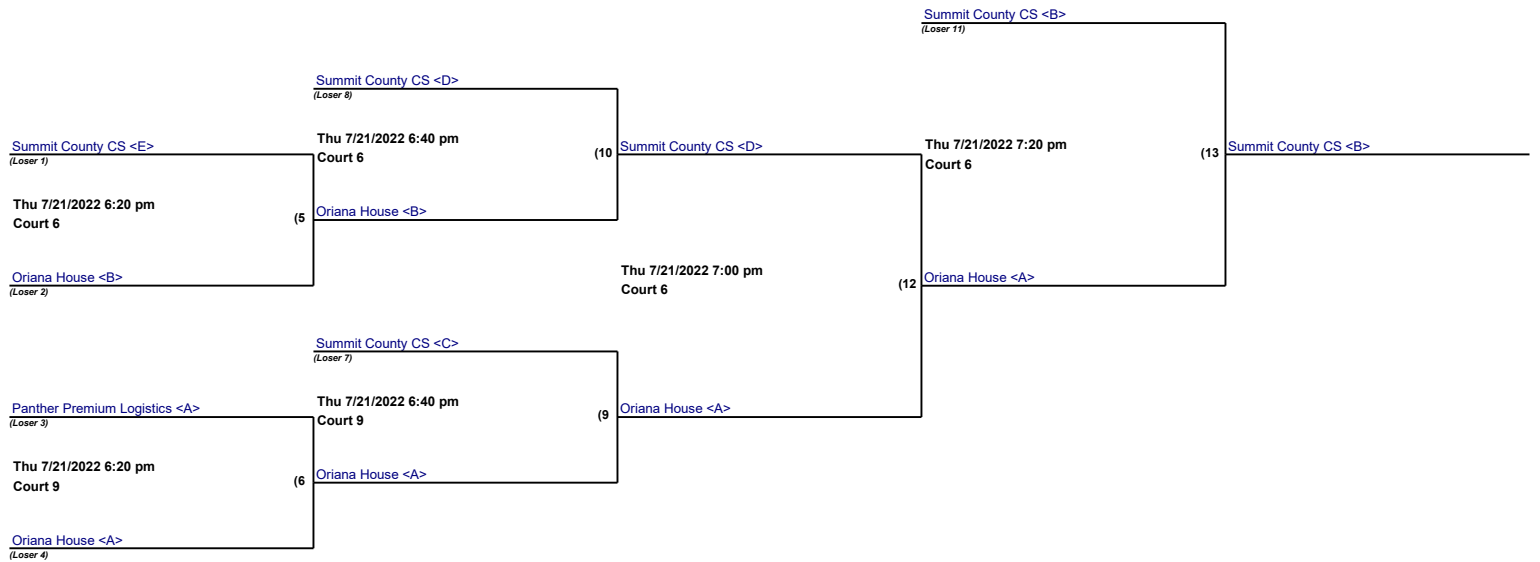 Summit County CS <B>
(Loser 11)
Summit County CS <D>
(Loser 8)
Thu 7/21/2022 6:40 pm
Court 6
Summit County CS <E>
(Loser 1)
(10
Summit County CS <D>
Thu 7/21/2022 7:20 pm
Court 6
(13
Summit County CS <B>
Thu 7/21/2022 6:20 pm
Court 6
(5
Oriana House <B>
Oriana House <B>
(Loser 2)
Thu 7/21/2022 7:00 pm
Court 6
(12
Oriana House <A>
Summit County CS <C>
(Loser 7)
Panther Premium Logistics <A>
(Loser 3)
Thu 7/21/2022 6:40 pm
Court 9
(9
Oriana House <A>
Thu 7/21/2022 6:20 pm
Court 9
(6
Oriana House <A>
Oriana House <A>
(Loser 4)